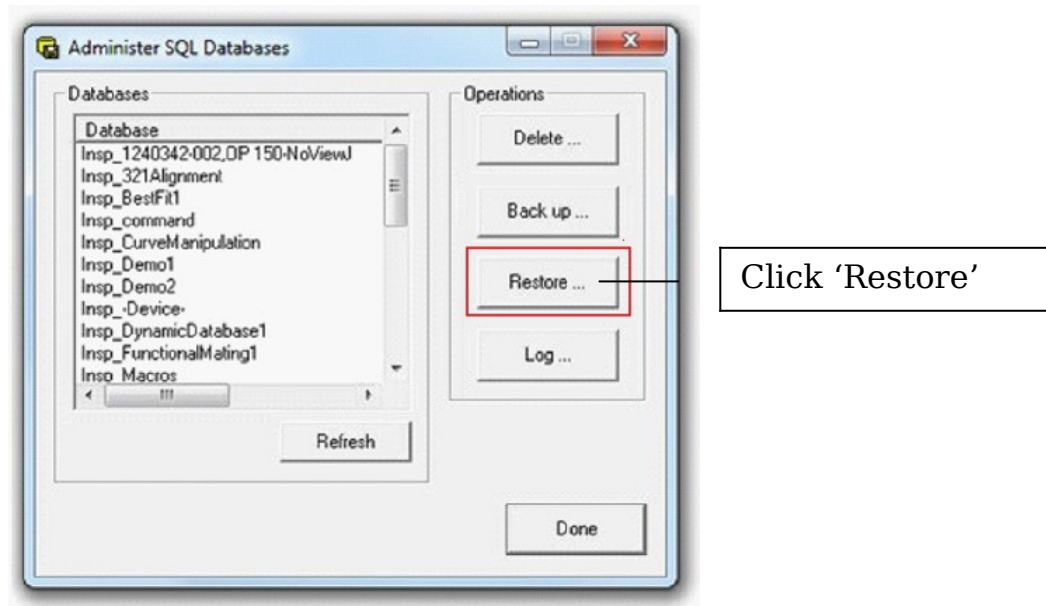 Administer SQL Databases
Databases
Database
Insp_1240342-002,OP 150-NoViewJ
Insp_321Alignment
Insp_BestFit1
Insp_command
Insp_CurveManipulation
Insp_Demo1
Insp_Demo2
Insp_-Device-
Insp_DynamicDatabase1
Insp_FunctionalMating1
Insp_Macros
Refresh
Operations
Delete ...
Back up ...
Restore ...
Log ...
Done
Click ‘Restore’